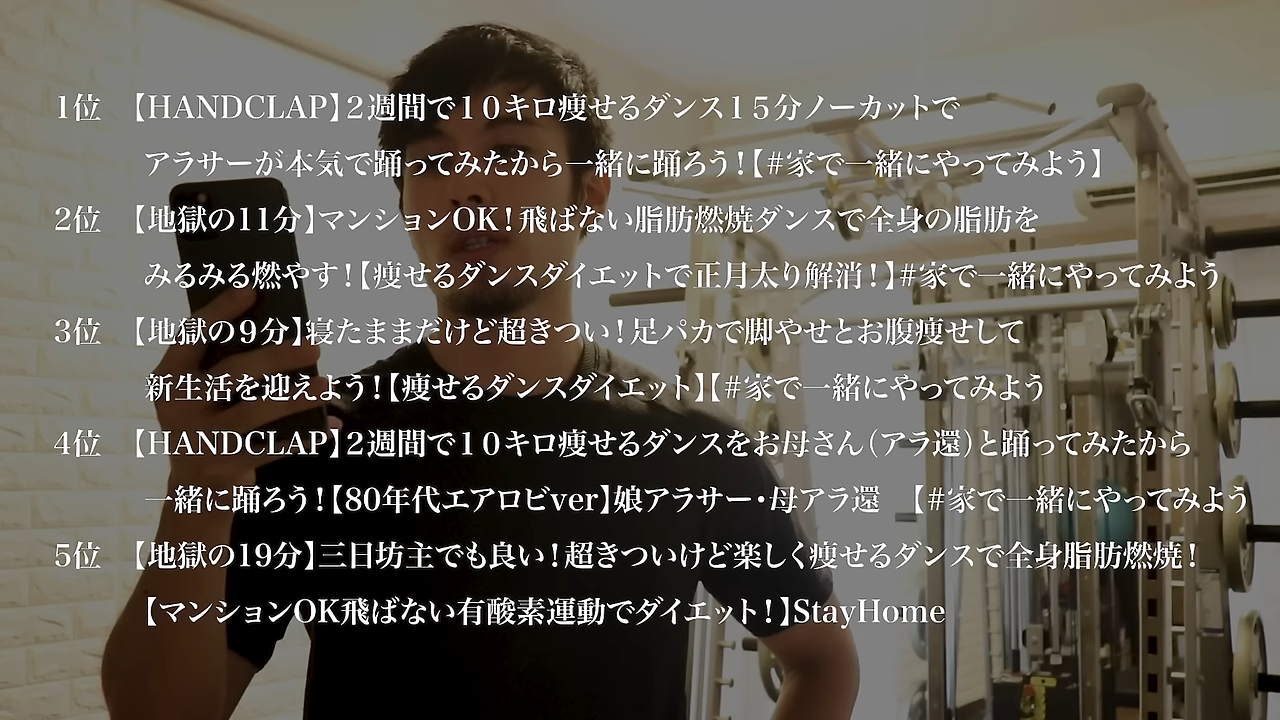 1位 【HANDCLAP】２週間で１０キロ痩せるダンス１５分ノーカットで
アラサーが本気で踊ってみたから一緒に踊ろう！【#家で一緒にやってみよう】
2位 【地獄の11分】マンションOK！飛ばない脂肪燃焼ダンスで全身の脂肪を
みるみる燃やす！【痩せるダンスダイエットで正月太り解消！】#家で一緒にやってみよう
3位 【地獄の９分】寝たままだけど超きつい！足パカで脚やせとお腹痩せして
新生活を迎えよう！【痩せるダンスダイエット】【#家で一緒にやってみよう
4位 【HANDCLAP】２週間で１０キロ痩せるダンスをお母さん（アラ還）と踊ってみたから
一緒に踊ろう！【80年代エアロビver】娘アラサー・母アラ還 【#家で一緒にやってみよう
5位 【地獄の19分】三日坊主でも良い！超きついけど楽しく痩せるダンスで全身脂肪燃焼！
【マンションOK飛ばない有酸素運動でダイエット！】StayHome